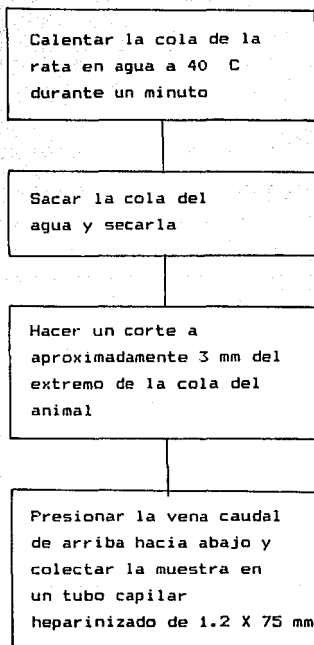 Calentar la cola de la
rata en agua a 40 C
durante un minuto
Sacar la cola del
agua y secarla
Hacer un corte a
aproximadamente 3 mm del
extremo de la cola del
animal
Presionar la vena caudal
de arriba hacia abajo y
colectar la muestra en
un tubo capilar
heparinizado de 1.2 X 75 mm